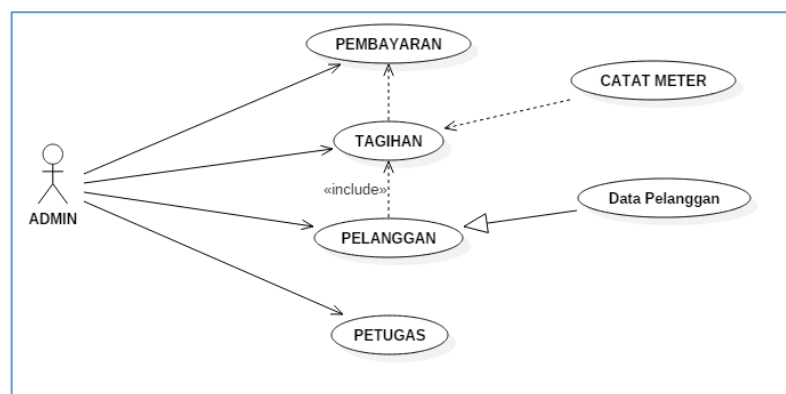 PEMBAYARAN
CATAT METER
TAGIHAN
«include»
Data Pelanggan
ADMIN
PELANGGAN
PETUGAS